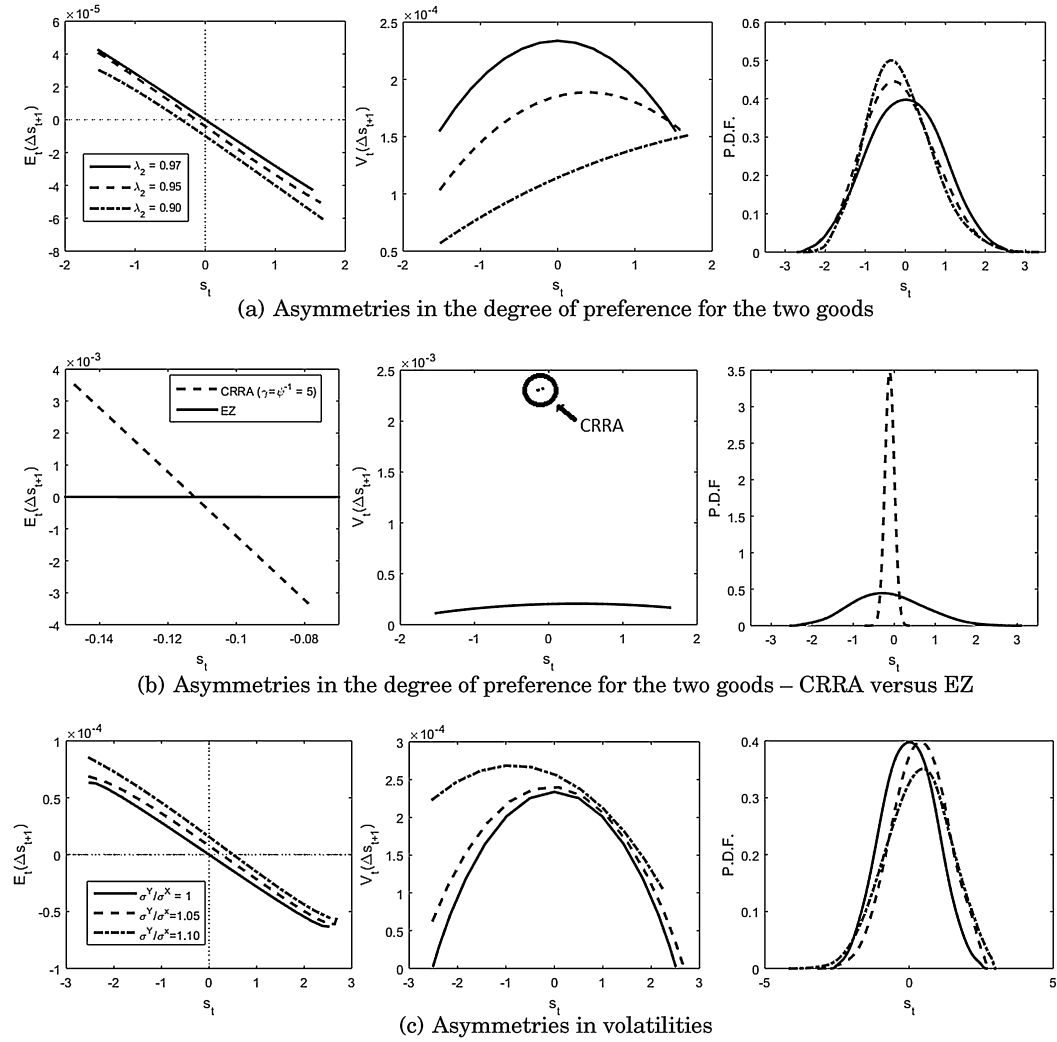 ×10⁻⁵
6
4
2
0
-2
-4
-6
-8
E_t(Δs_{t+1})
λ₂ = 0.97
λ₂ = 0.95
λ₂ = 0.90
-2 -1 0 1 2
s_t
×10⁻⁴
2.5
2
1.5
1
0.5
V_t(Δs_{t+1})
-2 -1 0 1 2
s_t
0.6
0.5
0.4
0.3
0.2
0.1
0
P.D.F.
-3 -2 -1 0 1 2 3
s_t
(a) Asymmetries in the degree of preference for the two goods
×10⁻³
4
3
2
1
0
-1
-2
-3
-4
E_t(Δs_{t+1})
CRRA (γ=ψ⁻¹ = 5)
EZ
-0.14 -0.12 -0.1 -0.08
s_t
×10⁻³
2.5
2
1.5
1
0.5
0
V_t(Δs_{t+1})
CRRA
-2 -1 0 1 2
s_t
3.5
3
2.5
2
1.5
1
0.5
0
P.D.F
-3 -2 -1 0 1 2 3
s_t
(b) Asymmetries in the degree of preference for the two goods – CRRA versus EZ
×10⁻⁴
1
0.5
0
-0.5
-1
E_t(Δs_{t+1})
σ^Y/σ^X = 1
σ^Y/σ^X=1.05
σ^Y/σ^X=1.10
-3 -2 -1 0 1 2 3
s_t
×10⁻⁴
3
2.5
2
1.5
1
0.5
0
V_t(Δs_{t+1})
-3 -2 -1 0 1 2 3
s_t
0.4
0.3
0.2
0.1
0
P.D.F.
-5 0 5
s_t
(c) Asymmetries in volatilities